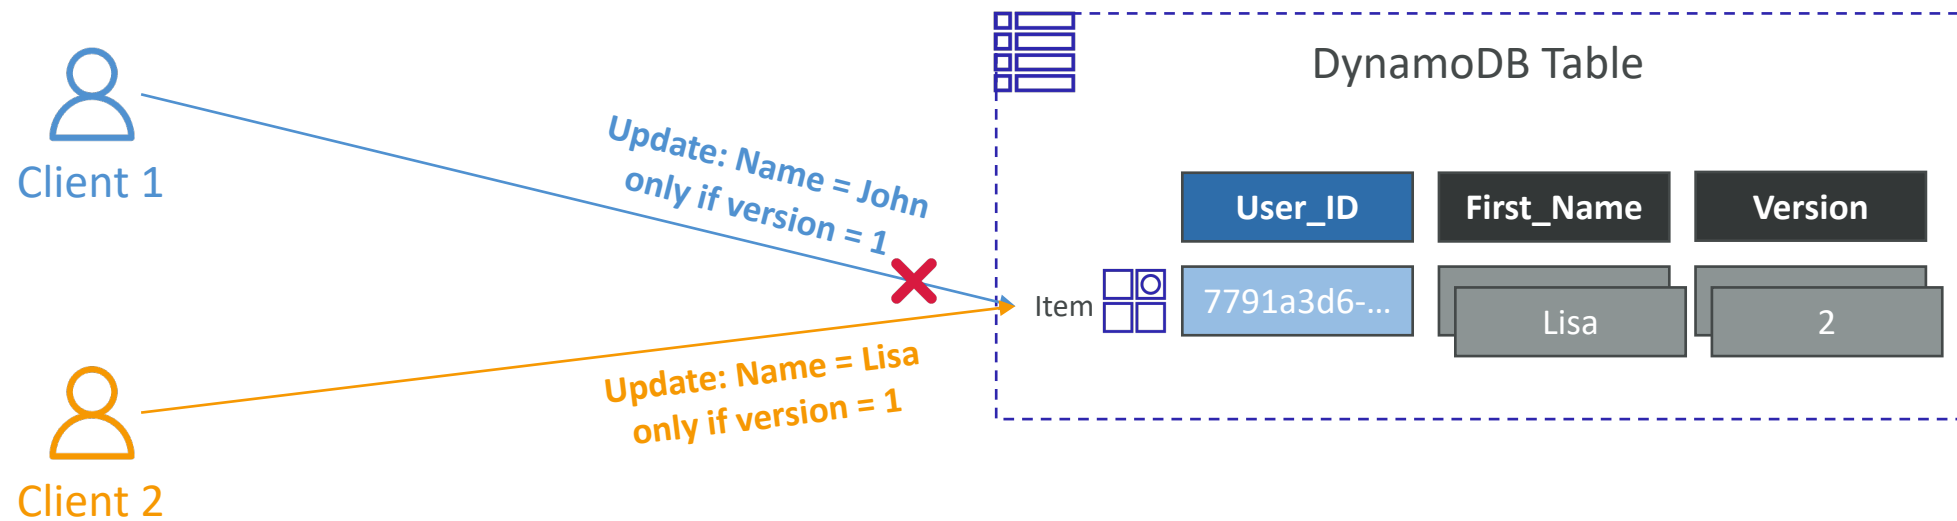 DynamoDB Table
Client 1
Update: Name = John
only if version = 1
User_ID
First_Name
Version
Item
7791a3d6-...
Lisa
2
Update: Name = Lisa
only if version = 1
Client 2